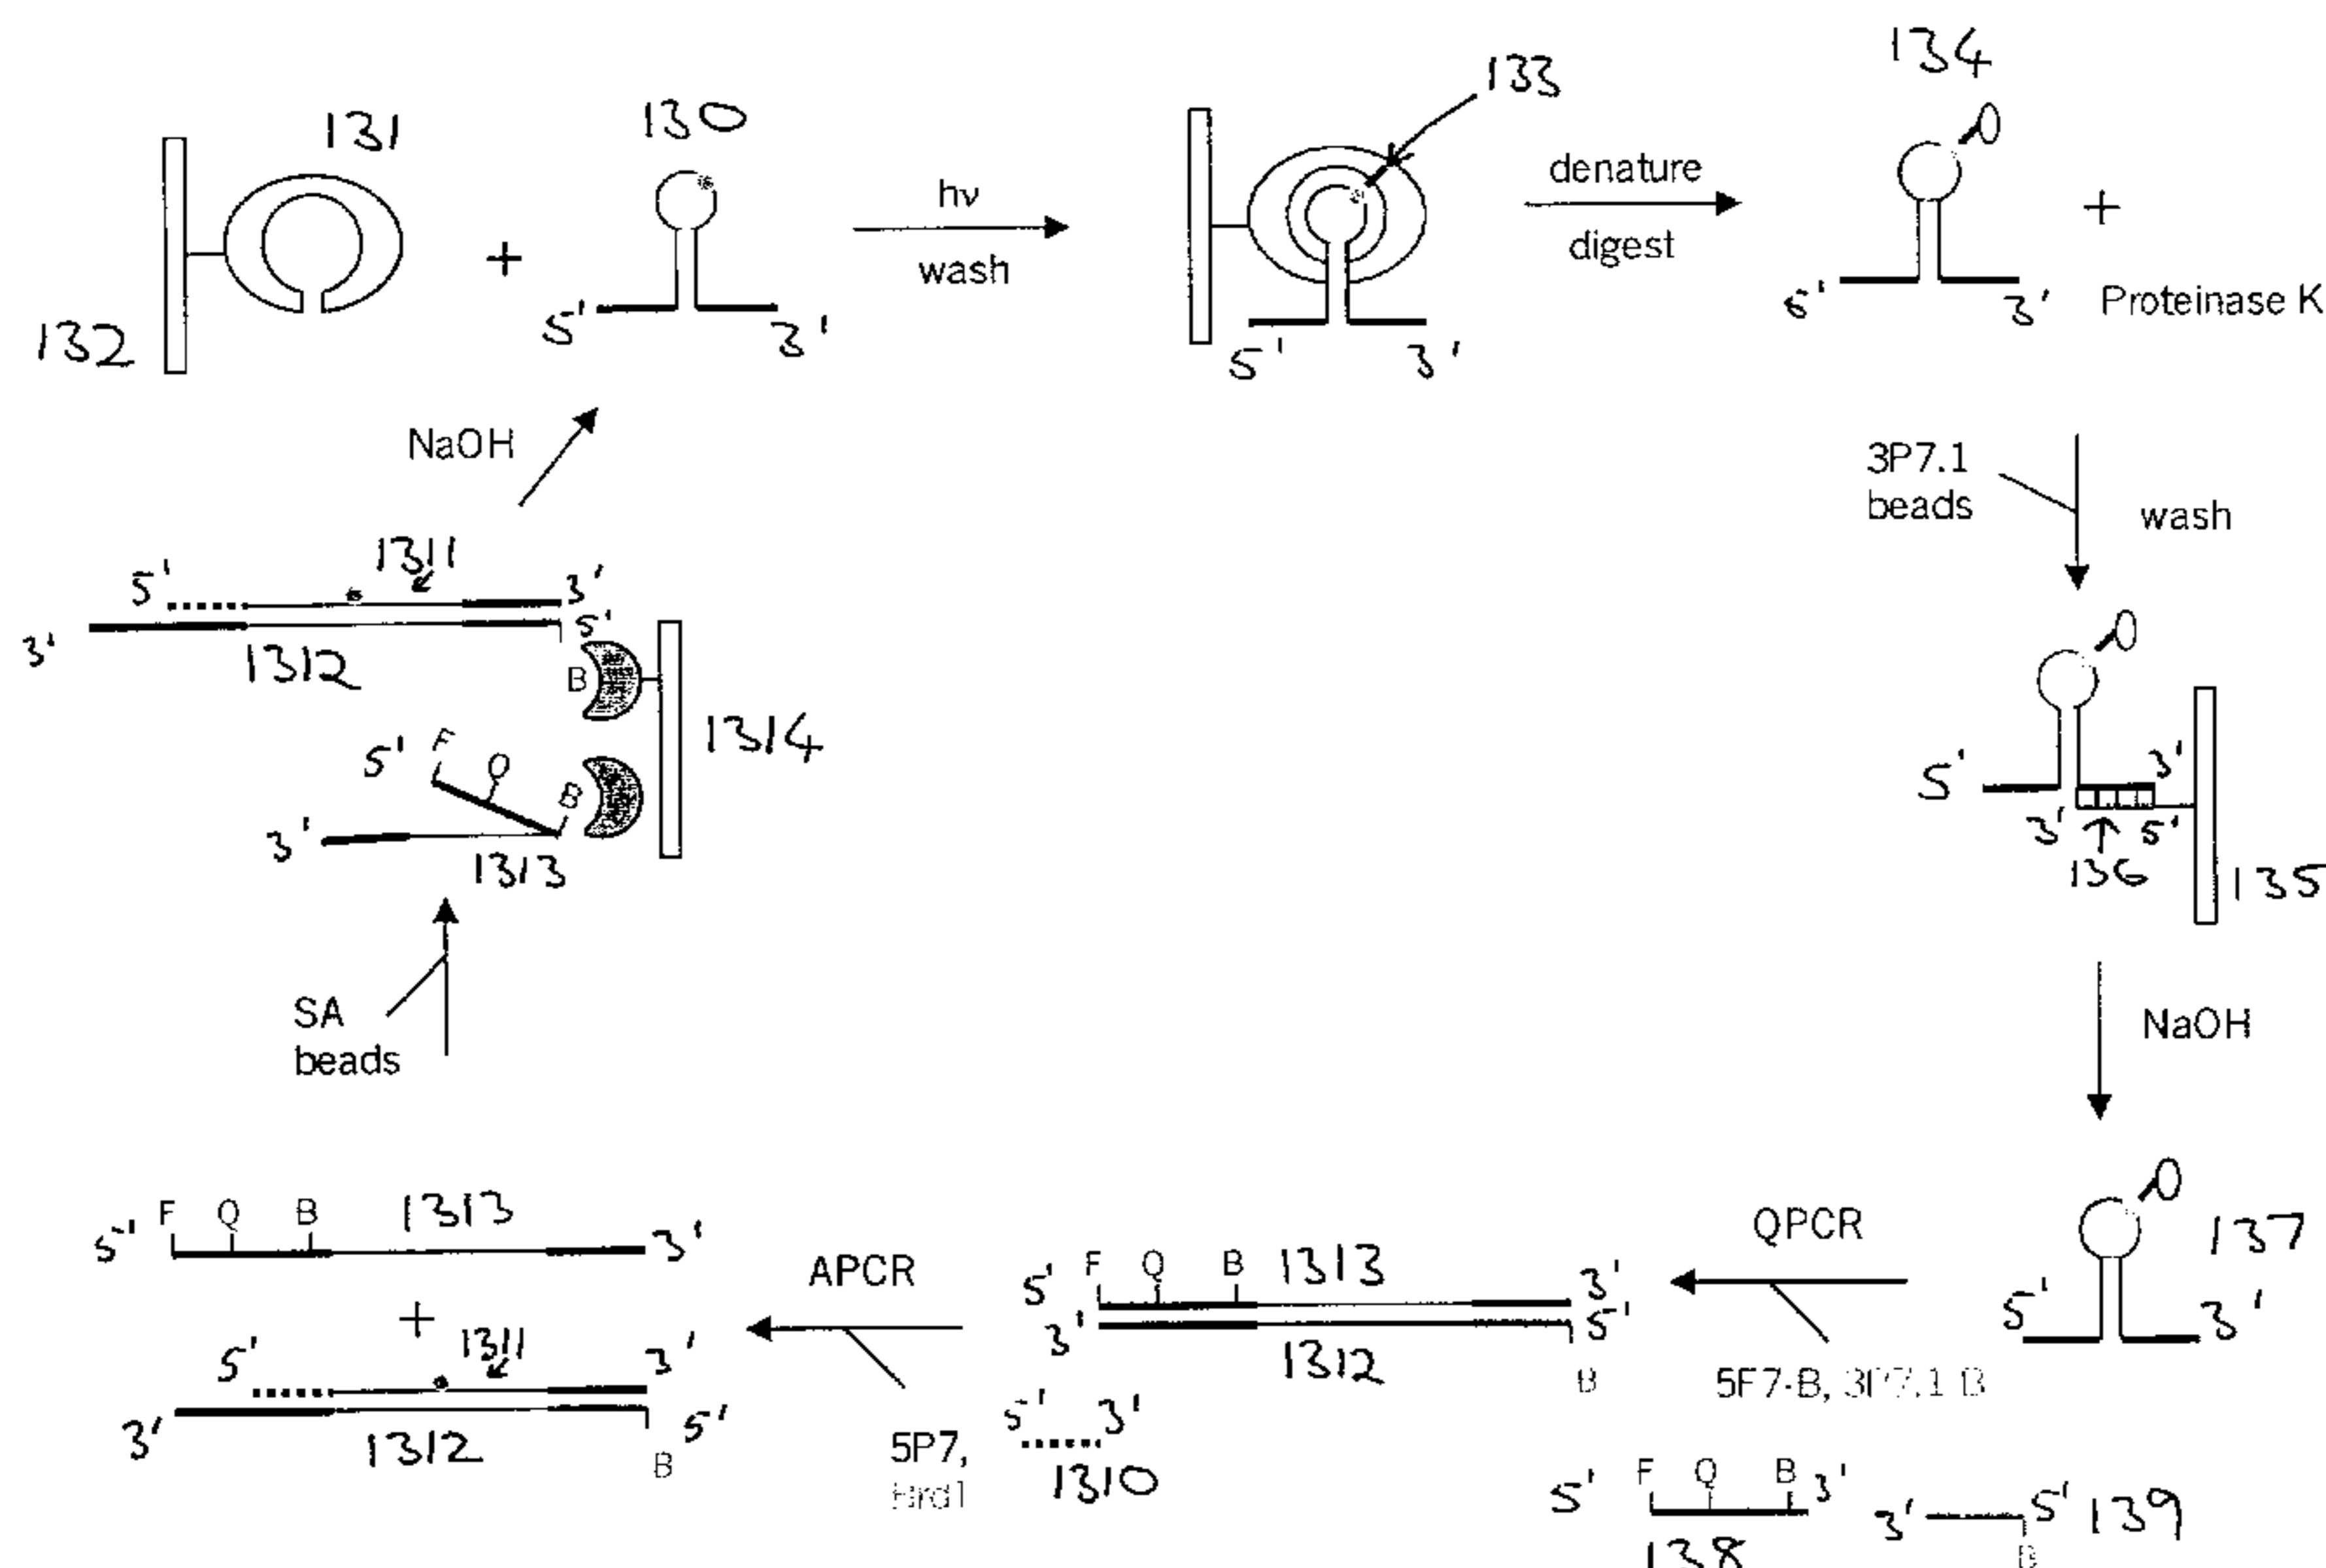 134
133
131
130
hν
wash
denature
digest
+
+
132
5'
3'
5'
3'
5'
3'
Proteinase K
NaOH
3P7.1
beads
wash
1311
5'
3'
3'
5'
1312
B
1314
5'
F
Q
B
3'
1313
5'
3'
3'
5'
136
135
SA
beads
NaOH
5'
F
Q
B
1313
3'
+
APCR
5'
F
Q
B
1313
3'
QPCR
137
5'
3'
5'
1311
3'
3'
5'
1312
B
3'
5'
1312
B
5P7,
5'
3'
1310
5F7-B, 3P7.1 B
5'
F
Q
B
3'
138
3'
5'
139
B